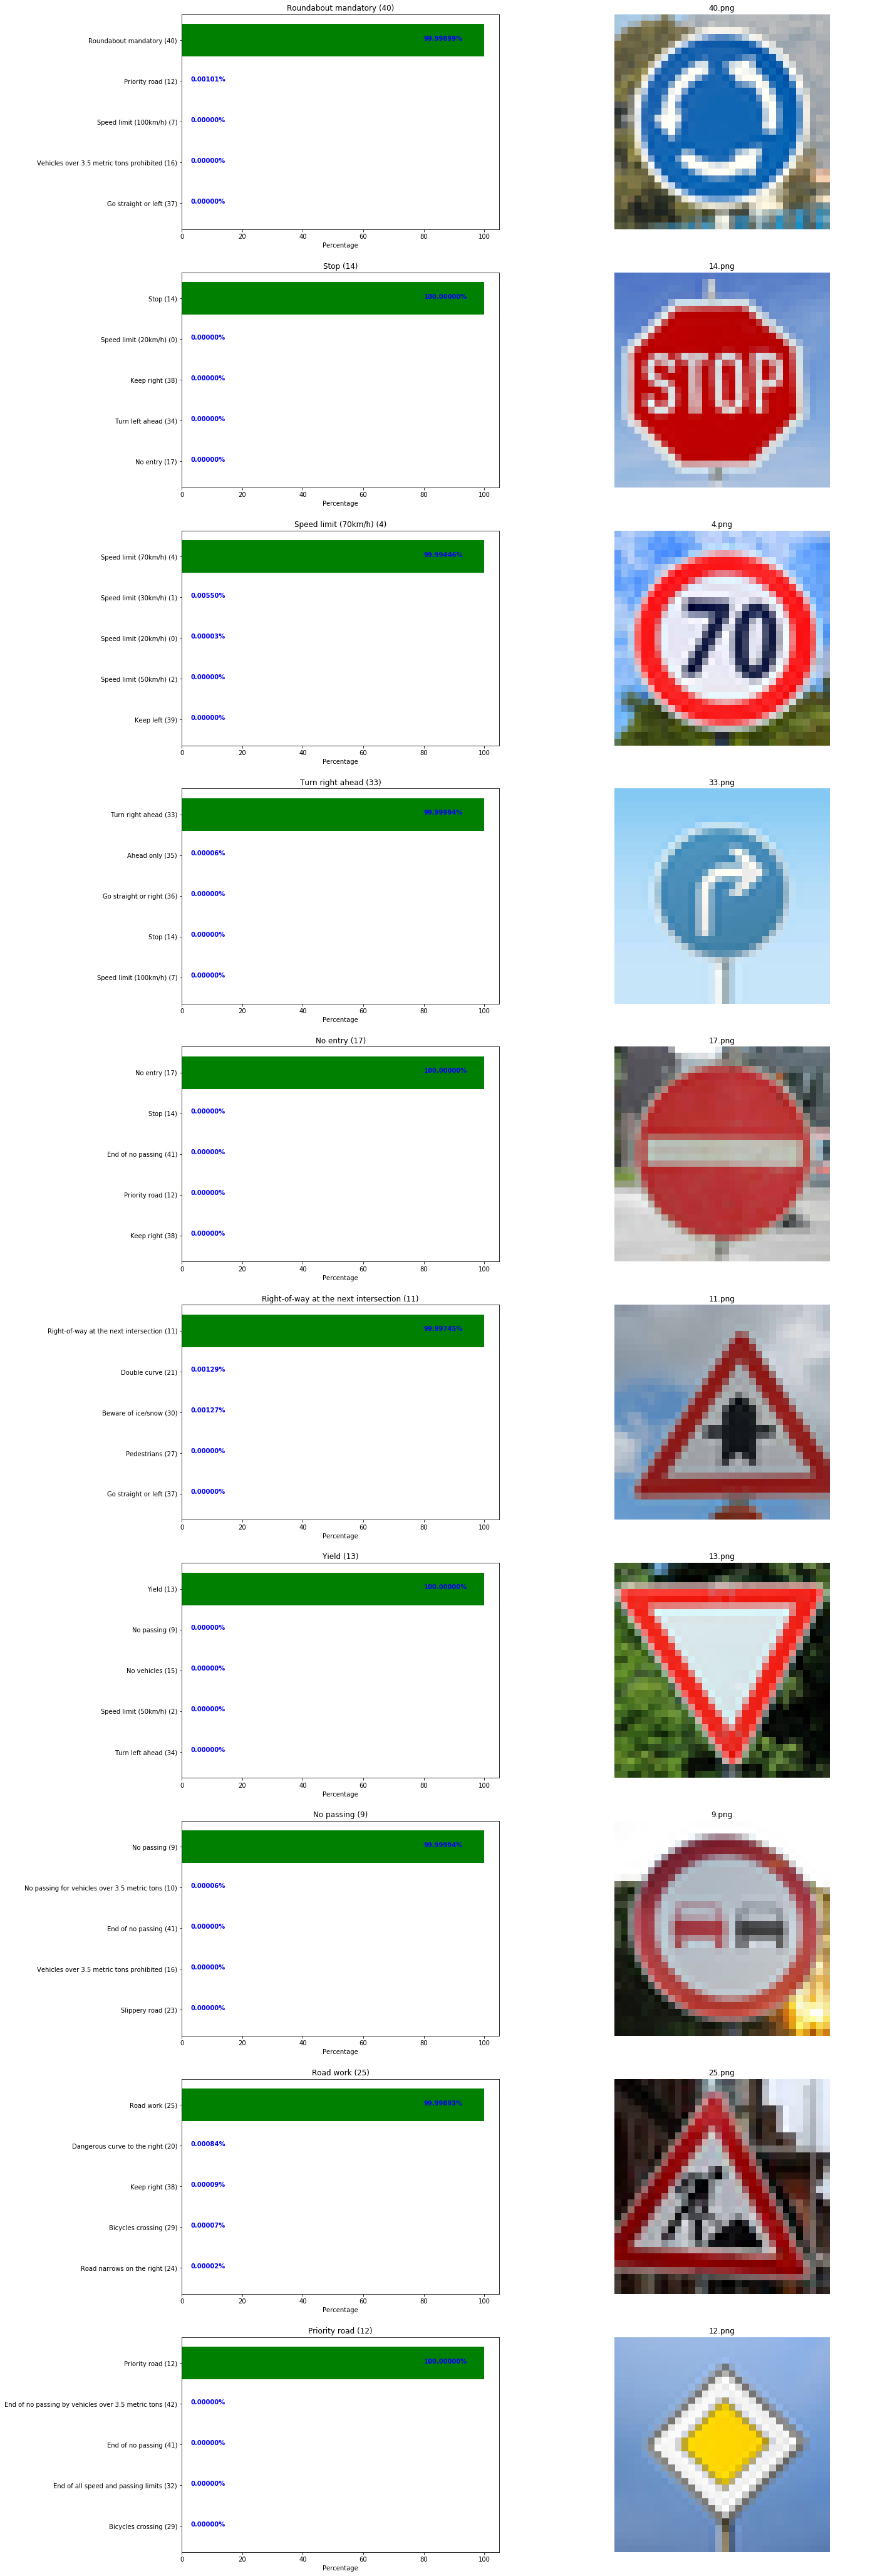 Roundabout mandatory (40)
40.png
Roundabout mandatory (40)
99.99899%
Priority road (12)
0.00101%
Speed limit (100km/h) (7)
0.00000%
Vehicles over 3.5 metric tons prohibited (16)
0.00000%
Go straight or left (37)
0.00000%
0 20 40 60 80 100
Percentage
Stop (14)
14.png
Stop (14)
100.00000%
Speed limit (20km/h) (0)
0.00000%
Keep right (38)
0.00000%
Turn left ahead (34)
0.00000%
No entry (17)
0.00000%
0 20 40 60 80 100
Percentage
STOP
Speed limit (70km/h) (4)
4.png
Speed limit (70km/h) (4)
99.99446%
Speed limit (30km/h) (1)
0.00550%
Speed limit (20km/h) (0)
0.00003%
Speed limit (50km/h) (2)
0.00000%
Keep left (39)
0.00000%
0 20 40 60 80 100
Percentage
70
Turn right ahead (33)
33.png
Turn right ahead (33)
99.99994%
Ahead only (35)
0.00006%
Go straight or right (36)
0.00000%
Stop (14)
0.00000%
Speed limit (100km/h) (7)
0.00000%
0 20 40 60 80 100
Percentage
No entry (17)
17.png
No entry (17)
100.00000%
Stop (14)
0.00000%
End of no passing (41)
0.00000%
Priority road (12)
0.00000%
Keep right (38)
0.00000%
0 20 40 60 80 100
Percentage
Right-of-way at the next intersection (11)
11.png
Right-of-way at the next intersection (11)
99.99745%
Double curve (21)
0.00129%
Beware of ice/snow (30)
0.00127%
Pedestrians (27)
0.00000%
Go straight or left (37)
0.00000%
0 20 40 60 80 100
Percentage
Yield (13)
13.png
Yield (13)
100.00000%
No passing (9)
0.00000%
No vehicles (15)
0.00000%
Speed limit (50km/h) (2)
0.00000%
Turn left ahead (34)
0.00000%
0 20 40 60 80 100
Percentage
No passing (9)
9.png
No passing (9)
99.99994%
No passing for vehicles over 3.5 metric tons (10)
0.00006%
End of no passing (41)
0.00000%
Vehicles over 3.5 metric tons prohibited (16)
0.00000%
Slippery road (23)
0.00000%
0 20 40 60 80 100
Percentage
Road work (25)
25.png
Road work (25)
99.99893%
Dangerous curve to the right (20)
0.00084%
Keep right (38)
0.00009%
Bicycles crossing (29)
0.00007%
Road narrows on the right (24)
0.00002%
0 20 40 60 80 100
Percentage
Priority road (12)
12.png
Priority road (12)
100.00000%
End of no passing by vehicles over 3.5 metric tons (42)
0.00000%
End of no passing (41)
0.00000%
End of all speed and passing limits (32)
0.00000%
Bicycles crossing (29)
0.00000%
0 20 40 60 80 100
Percentage